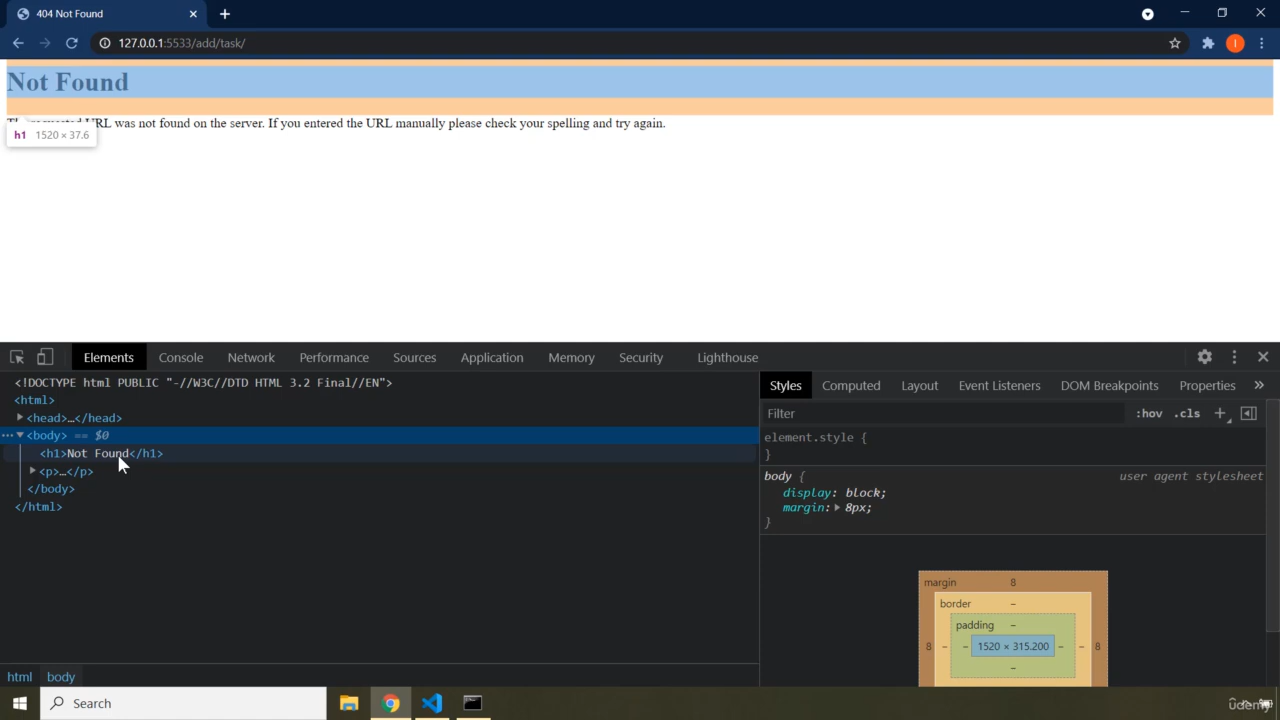 404 Not Found
127.0.0.1:5533/add/task/
I
Not Found
requested URL was not found on the server. If you entered the URL manually please check your spelling and try again.
h1 1520 × 37.6
Elements Console Network Performance Sources Application Memory Security Lighthouse
<!DOCTYPE html PUBLIC "-//W3C//DTD HTML 3.2 Final//EN">
<html>
<head>…</head>
<body> == $0
<h1>Not Found</h1>
<p>…</p>
</body>
</html>
html body
Styles Computed Layout Event Listeners DOM Breakpoints Properties »
Filter :hov .cls +
element.style {
}
body { user agent stylesheet
display: block;
margin: 8px;
}
margin 8
border –
padding –
8 – – 1520 × 315.200 – – 8
–
Search
udemy